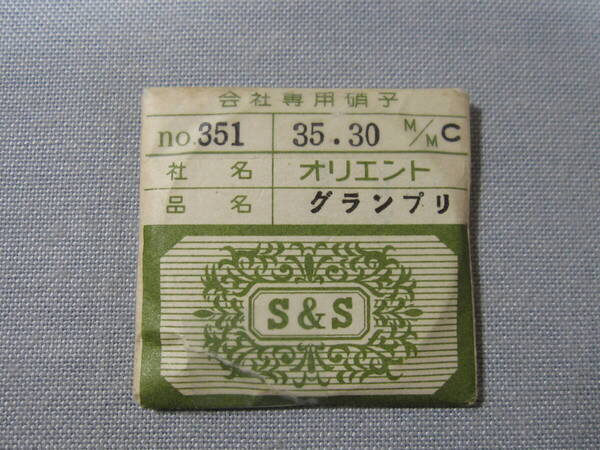 会社専用硝子
no.351 35.30 M/M C
社名 オリエント
品名 グランプリ
S&S